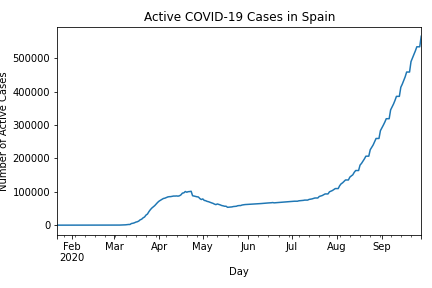 Active COVID-19 Cases in Spain
Number of Active Cases
500000
400000
300000
200000
100000
0
Feb
2020
Mar
Apr
May
Jun
Jul
Aug
Sep
Day